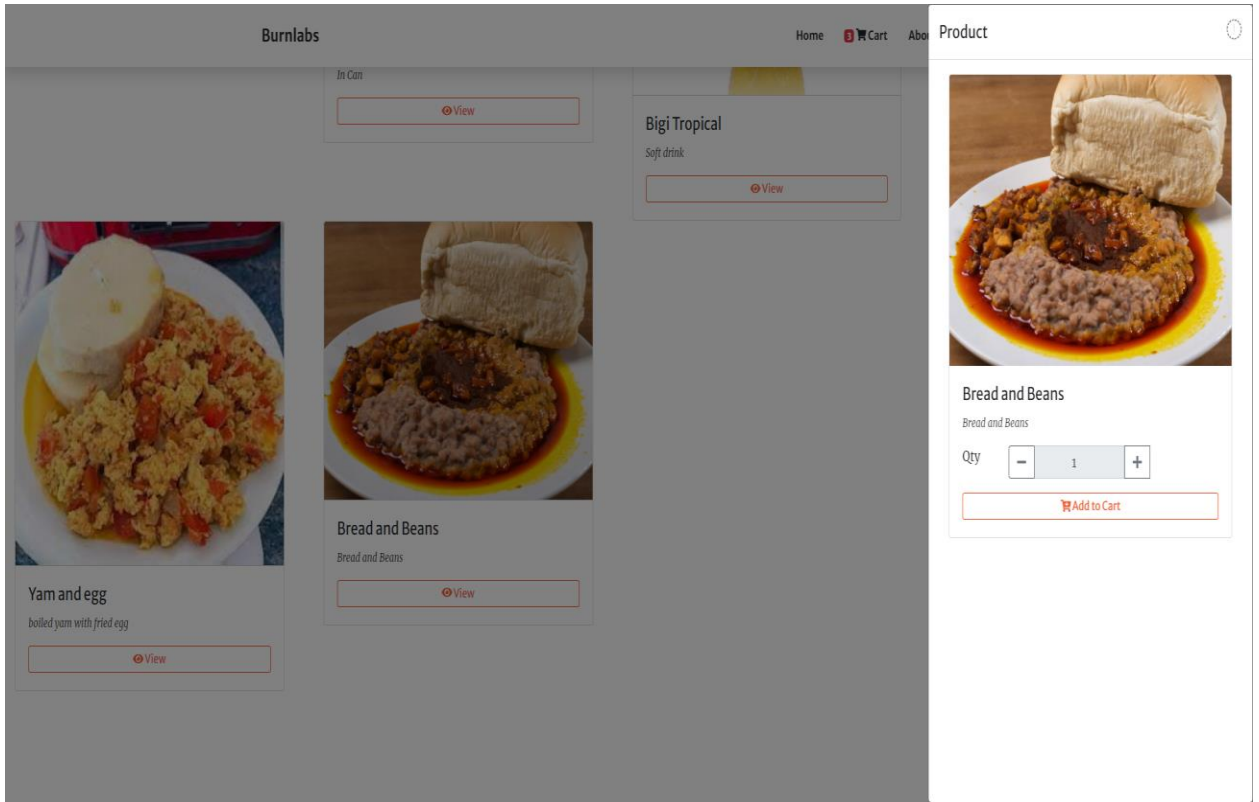 Burnlabs
Home
3 Cart
Abo
In Can
View
Bigi Tropical
Soft drink
View
Yam and egg
boiled yam with fried egg
View
Bread and Beans
Bread and Beans
View
Product
Bread and Beans
Bread and Beans
Qty
1
Add to Cart